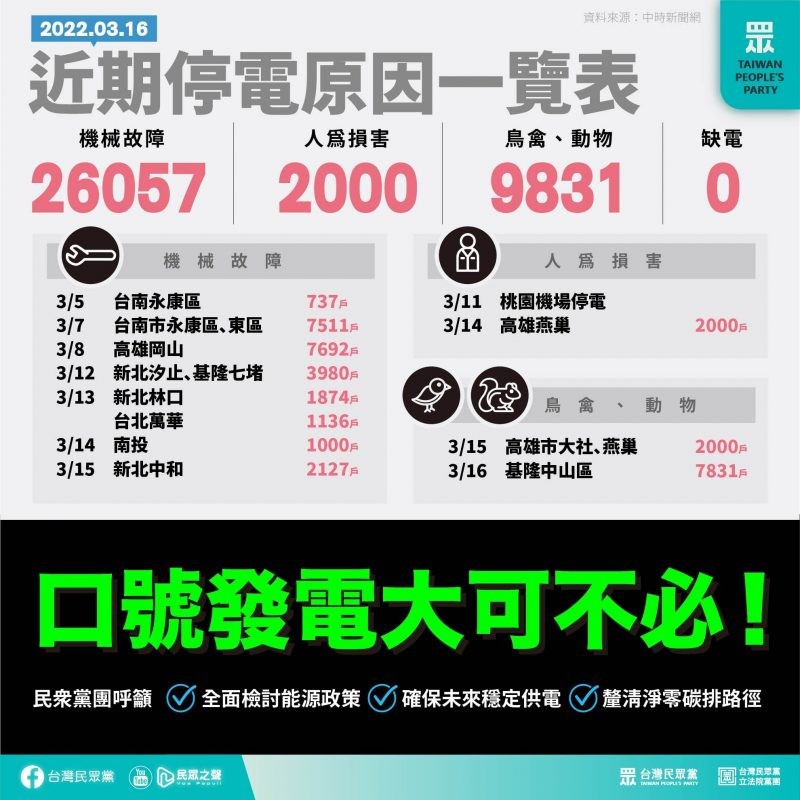 資料來源：中時新聞網
2022.03.16
近期停電原因一覽表
眾
TAIWAN
PEOPLE'S
PARTY
機械故障
26057
人為損害
2000
鳥禽、動物
9831
缺電
0
機械故障
3/5 台南永康區 737戶
3/7 台南市永康區、東區 7511戶
3/8 高雄岡山 7692戶
3/12 新北汐止、基隆七堵 3980戶
3/13 新北林口 1874戶
台北萬華 1136戶
3/14 南投 1000戶
3/15 新北中和 2127戶
人為損害
3/11 桃園機場停電
3/14 高雄燕巢 2000戶
鳥禽、動物
3/15 高雄市大社、燕巢 2000戶
3/16 基隆中山區 7831戶
口號發電大可不必！
民眾黨團呼籲 全面檢討能源政策 確保未來穩定供電 釐清淨零碳排路徑
台灣民眾黨
You
Tube
民眾之聲
Vox Populi
眾 台灣民眾黨
TAIWAN PEOPLE'S PARTY
台灣民眾黨
立法院黨團